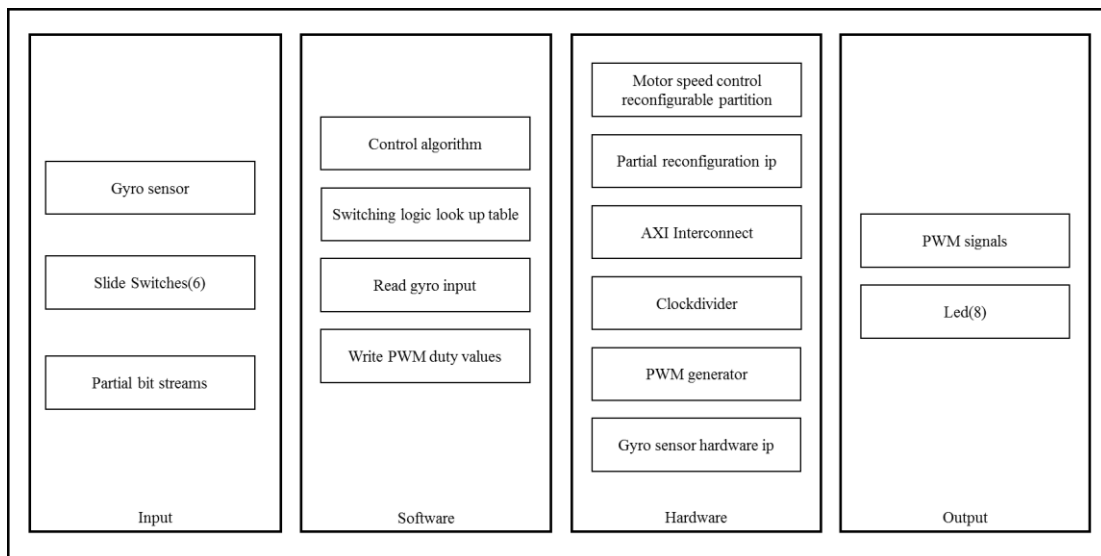 Gyro sensor
Slide Switches(6)
Partial bit streams
Input
Control algorithm
Switching logic look up table
Read gyro input
Write PWM duty values
Software
Motor speed control
reconfigurable partition
Partial reconfiguration ip
AXI Interconnect
Clockdivider
PWM generator
Gyro sensor hardware ip
Hardware
PWM signals
Led(8)
Output